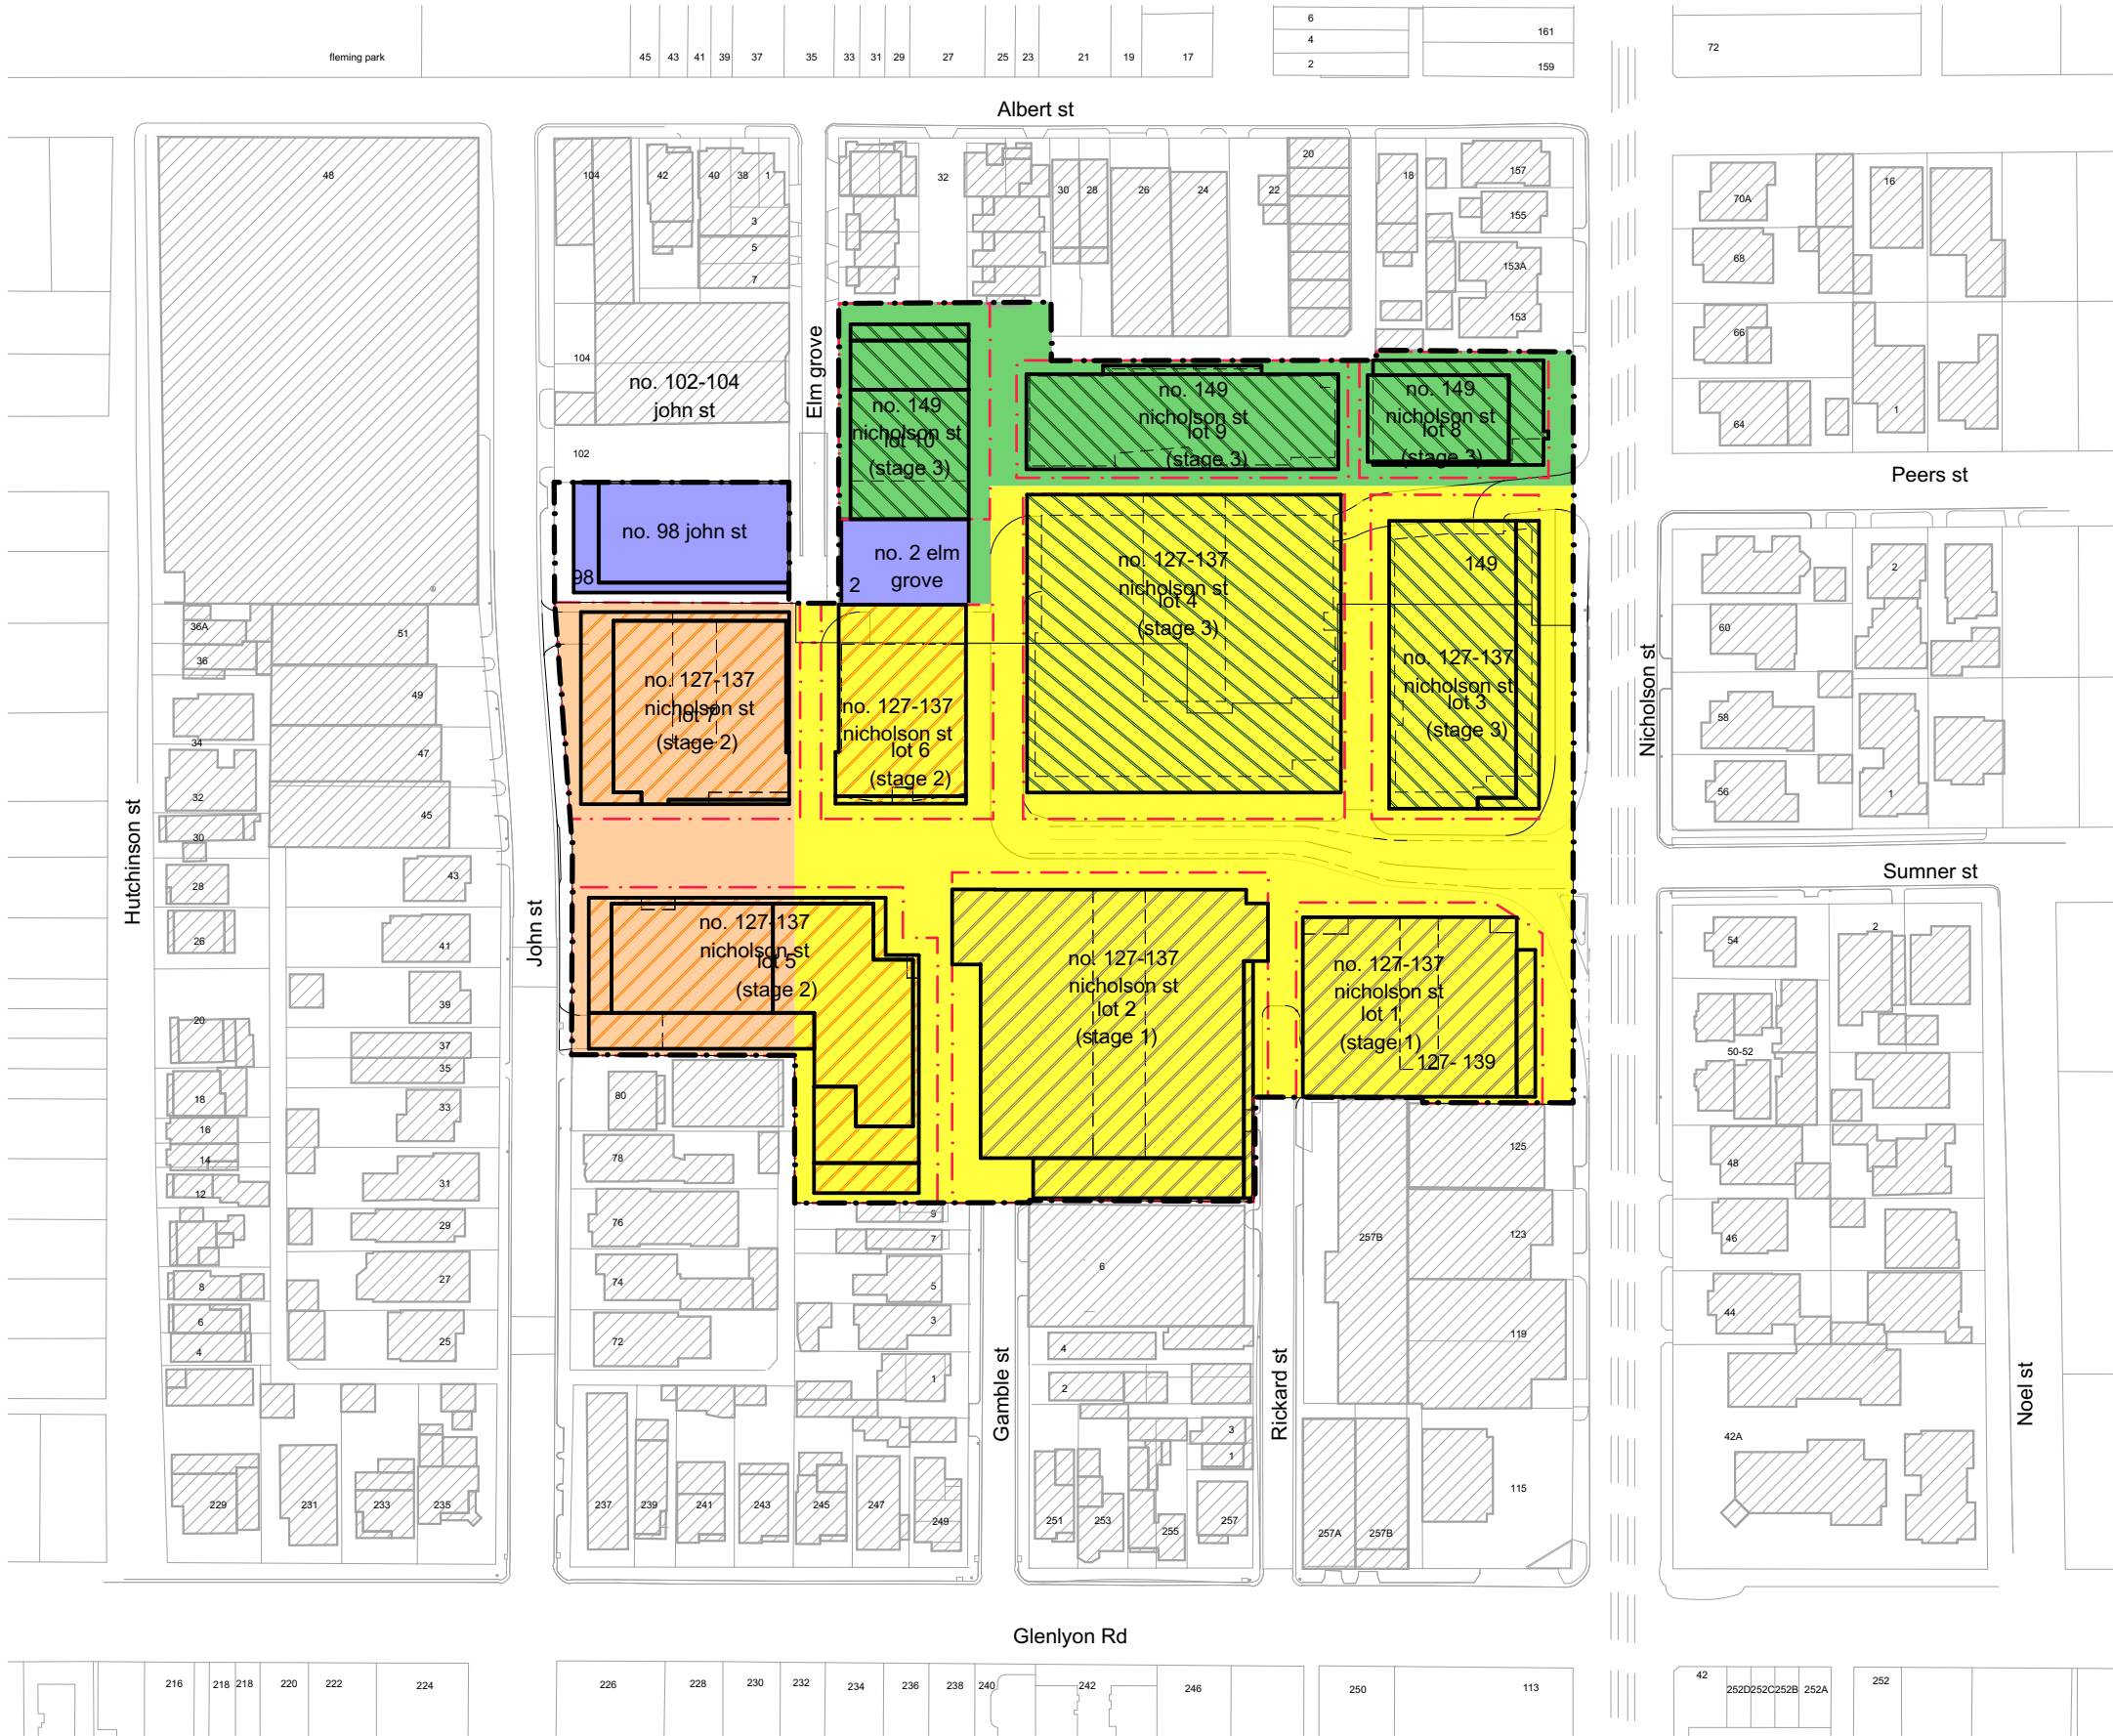 fleming park
45 43 41 39 37 35 33 31 29 27 25 23 21 19 17
6
4
2
161
159
72
Albert st
48
104 42 40 38 1
3
5
7
32
30 28 26 24 22 20 18
157
155
153A
153
70A
16
68
66
64
1
104
no. 102-104
john st
102
Elm grove
no. 149
nicholson st
lot 10
(stage 3)
no. 149
nicholson st
lot 9
(stage 3)
no. 149
nicholson st
lot 8
(stage 3)
Peers st
no. 98 john st
98
no. 2 elm
grove
2
no. 127-137
nicholson st
lot 4
(stage 3)
149
no. 127-137
nicholson st
lot 3
(stage 3)
no. 127-137
nicholson st
lot 7
(stage 2)
no. 127-137
nicholson st
lot 6
(stage 2)
Nicholson st
2
60
58
56
1
36A
36
34
32
30
28
26
20
18
16
14
12
8
6
4
51
49
47
45
43
41
39
37
35
33
31
29
27
25
Hutchinson st
John st
Sumner st
no. 127-137
nicholson st
lot 5
(stage 2)
no. 127-137
nicholson st
lot 2
(stage 1)
no. 127-137
nicholson st
lot 1
(stage 1)
127- 139
54
2
50-52
48
46
44
42A
80
78
76
74
72
9
7
5
3
1
6
4
2
3
1
125
123
257B
119
115
Gamble st
Rickard st
Noel st
229 231 233 235
237 239 241 243 245 247 249
251 253 255 257
257A 257B
Glenlyon Rd
216 218 218 220 222 224
226 228 230 232 234 236 238 240 242 246 250 113
42 252D 252C 252B 252A 252